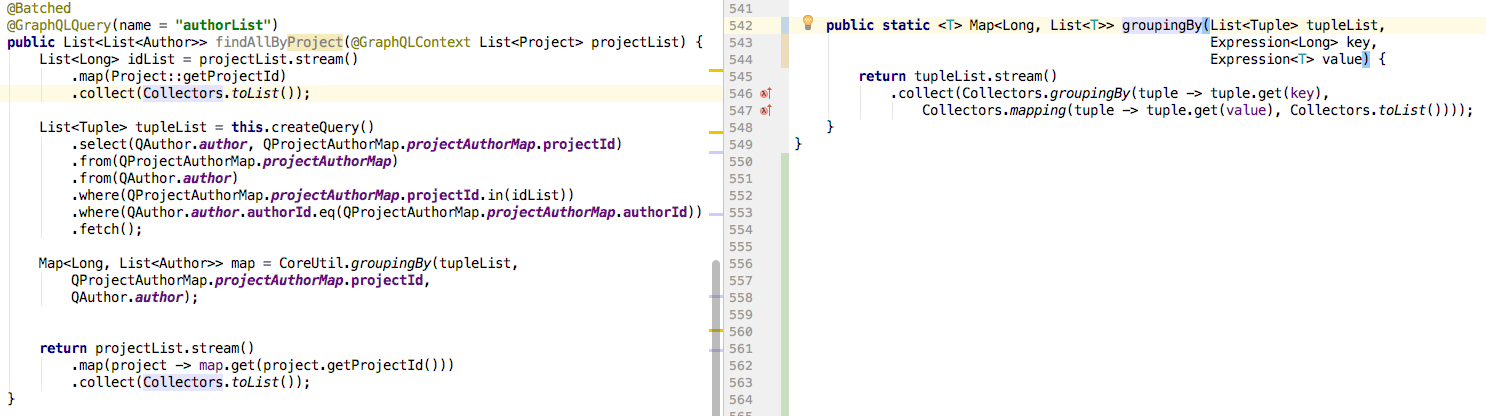 @Batched
@GraphQLQuery(name = "authorList")
public List<List<Author>> findAllByProject(@GraphQLContext List<Project> projectList) {
    List<Long> idList = projectList.stream()
        .map(Project::getProjectId)
        .collect(Collectors.toList());

    List<Tuple> tupleList = this.createQuery()
        .select(QAuthor.author, QProjectAuthorMap.projectAuthorMap.projectId)
        .from(QProjectAuthorMap.projectAuthorMap)
        .from(QAuthor.author)
        .where(QProjectAuthorMap.projectAuthorMap.projectId.in(idList))
        .where(QAuthor.author.authorId.eq(QProjectAuthorMap.projectAuthorMap.authorId))
        .fetch();

    Map<Long, List<Author>> map = CoreUtil.groupingBy(tupleList,
        QProjectAuthorMap.projectAuthorMap.projectId,
        QAuthor.author);

    return projectList.stream()
        .map(project -> map.get(project.getProjectId()))
        .collect(Collectors.toList());
}
541
542 public static <T> Map<Long, List<T>> groupingBy(List<Tuple> tupleList,
543 Expression<Long> key,
544 Expression<T> value) {
545 return tupleList.stream()
546 .collect(Collectors.groupingBy(tuple -> tuple.get(key),
547 Collectors.mapping(tuple -> tuple.get(value), Collectors.toList())));
548 }
549 }
550
551
552
553
554
555
556
557
558
559
560
561
562
563
564
565